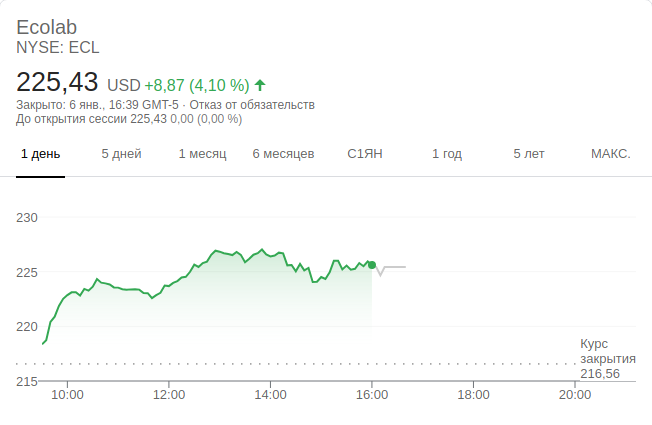 Ecolab
NYSE: ECL
225,43 USD +8,87 (4,10 %)
Закрыто: 6 янв., 16:39 GMT-5 · Отказ от обязательств
До открытия сессии 225,43 0,00 (0,00 %)
1 день 5 дней 1 месяц 6 месяцев С1ЯН 1 год 5 лет МАКС.
230
225
220
Курс
закрытия
216,56
215
10:00 12:00 14:00 16:00 18:00 20:00